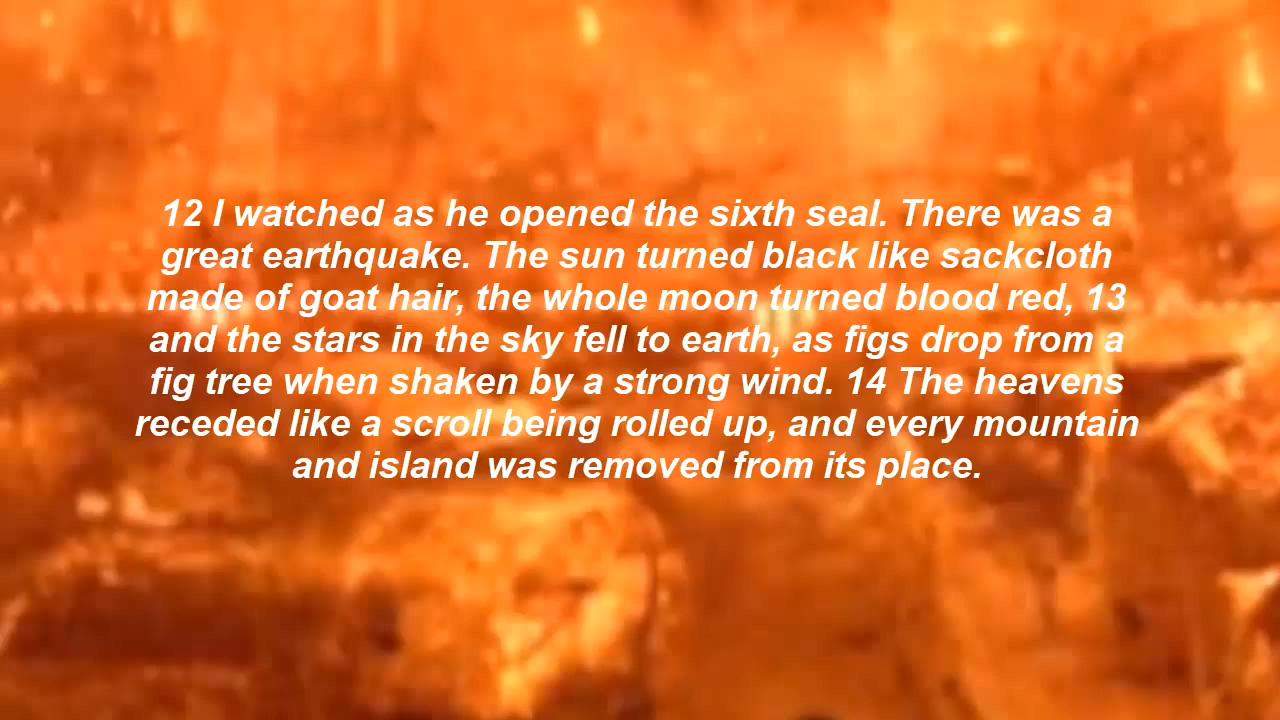 12 I watched as he opened the sixth seal. There was a
great earthquake. The sun turned black like sackcloth
made of goat hair, the whole moon turned blood red, 13
and the stars in the sky fell to earth, as figs drop from a
fig tree when shaken by a strong wind. 14 The heavens
receded like a scroll being rolled up, and every mountain
and island was removed from its place.